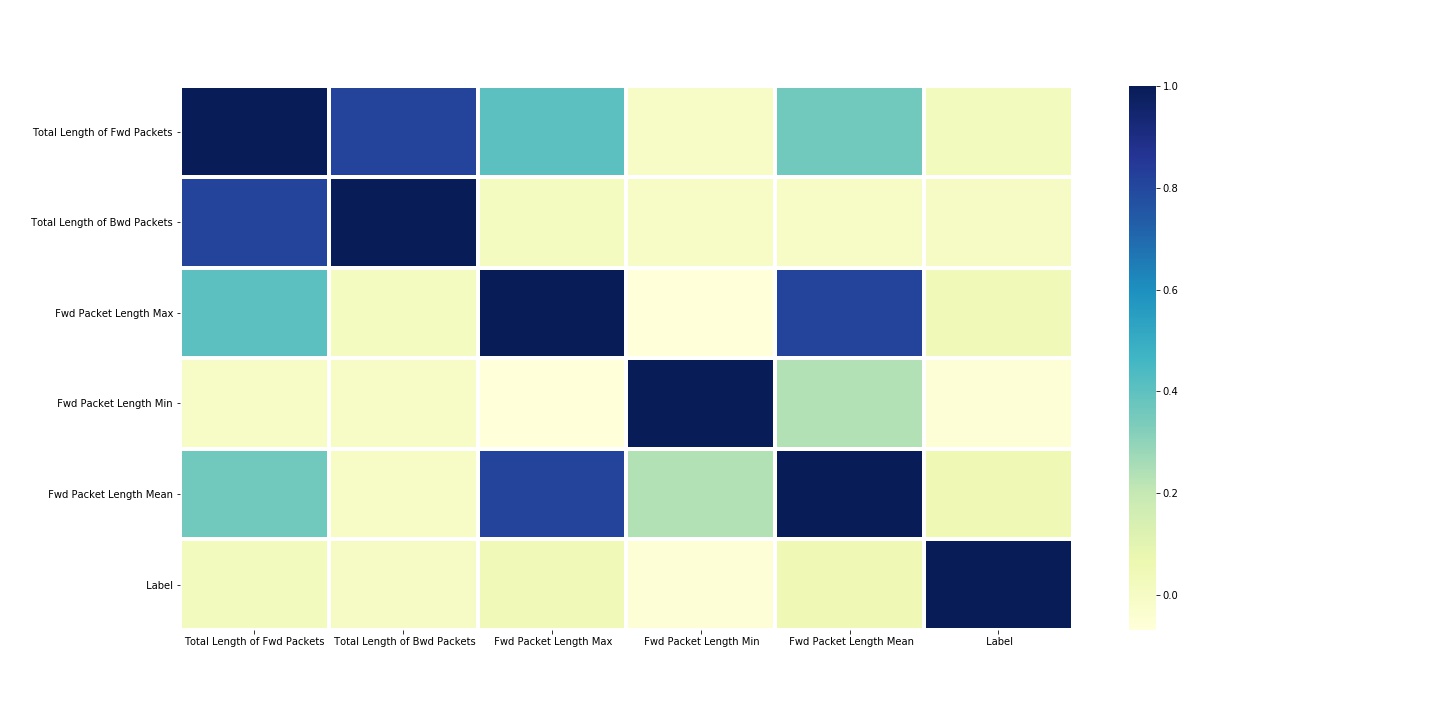 Total Length of Fwd Packets
Total Length of Bwd Packets
Fwd Packet Length Max
Fwd Packet Length Min
Fwd Packet Length Mean
Label
Total Length of Fwd Packets Total Length of Bwd Packets Fwd Packet Length Max Fwd Packet Length Min Fwd Packet Length Mean Label
1.0
0.8
0.6
0.4
0.2
0.0